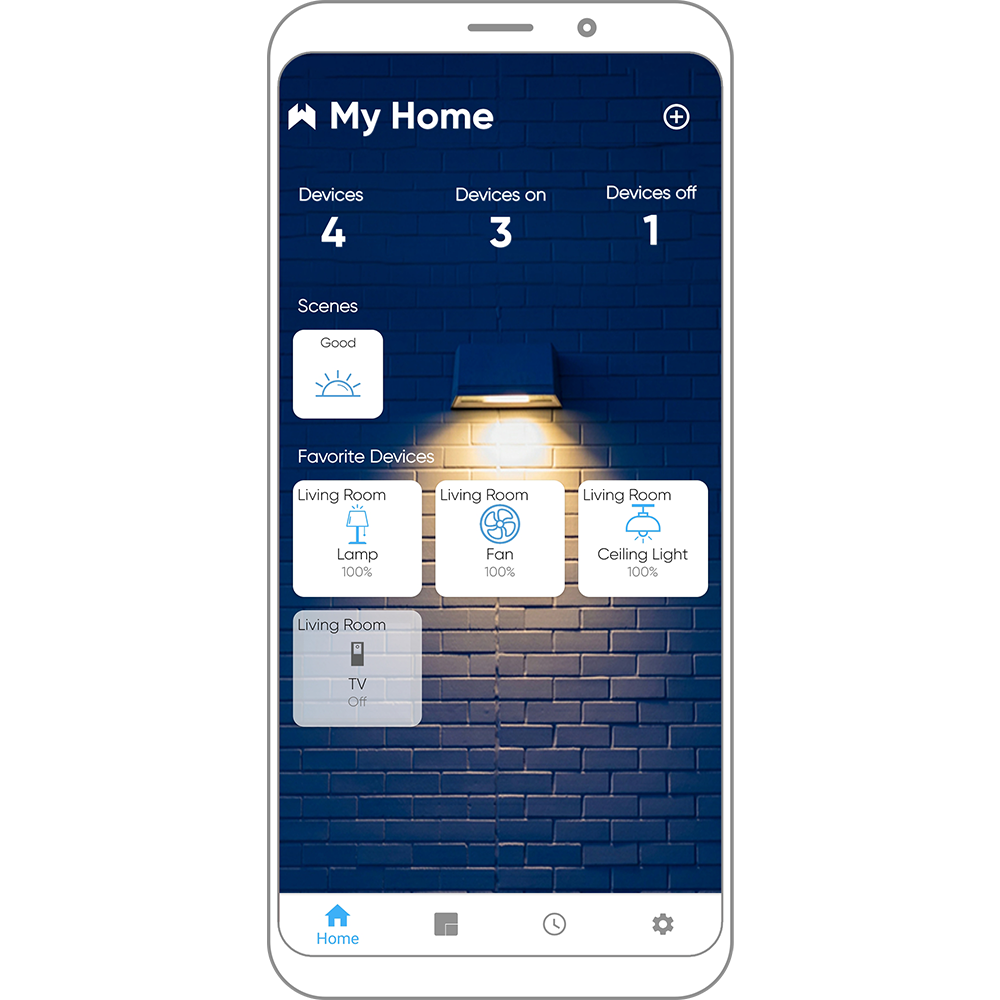 My Home
Devices Devices on Devices off
4 3 1
Scenes
Good
Favorite Devices
Living Room Living Room Living Room
Lamp Fan Ceiling Light
100% 100% 100%
Living Room
TV
Off
Home